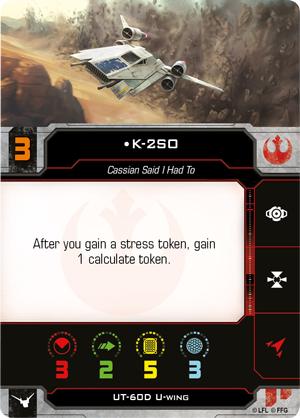 3
•K-2SO
Cassian Said I Had To
After you gain a stress token, gain
1 calculate token.
3 2 5 3
UT-60D U-WING
© LFL © FFG